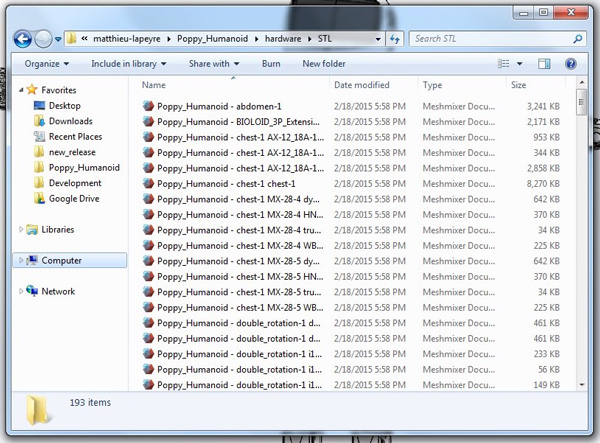 « matthieu-lapeyre ▸ Poppy_Humanoid ▸ hardware ▸ STL
Search STL
Organize Include in library Share with Burn New folder
Name Date modified Type Size
Favorites
Desktop
Downloads
Recent Places
new_release
Poppy_Humanoid
Development
Google Drive
Libraries
Computer
Network
Poppy_Humanoid - abdomen-1 2/18/2015 5:58 PM Meshmixer Docu... 3,241 KB
Poppy_Humanoid - BIOLOID_3P_Extensi... 2/18/2015 5:58 PM Meshmixer Docu... 2,171 KB
Poppy_Humanoid - chest-1 AX-12_18A-1... 2/18/2015 5:58 PM Meshmixer Docu... 953 KB
Poppy_Humanoid - chest-1 AX-12_18A-1... 2/18/2015 5:58 PM Meshmixer Docu... 344 KB
Poppy_Humanoid - chest-1 AX-12_18A-1... 2/18/2015 5:58 PM Meshmixer Docu... 2,858 KB
Poppy_Humanoid - chest-1 chest-1 2/18/2015 5:58 PM Meshmixer Docu... 8,270 KB
Poppy_Humanoid - chest-1 MX-28-4 dy... 2/18/2015 5:58 PM Meshmixer Docu... 642 KB
Poppy_Humanoid - chest-1 MX-28-4 HN... 2/18/2015 5:58 PM Meshmixer Docu... 370 KB
Poppy_Humanoid - chest-1 MX-28-4 tru... 2/18/2015 5:58 PM Meshmixer Docu... 34 KB
Poppy_Humanoid - chest-1 MX-28-4 WB... 2/18/2015 5:58 PM Meshmixer Docu... 225 KB
Poppy_Humanoid - chest-1 MX-28-5 dy... 2/18/2015 5:58 PM Meshmixer Docu... 642 KB
Poppy_Humanoid - chest-1 MX-28-5 HN... 2/18/2015 5:58 PM Meshmixer Docu... 370 KB
Poppy_Humanoid - chest-1 MX-28-5 tru... 2/18/2015 5:58 PM Meshmixer Docu... 34 KB
Poppy_Humanoid - chest-1 MX-28-5 WB... 2/18/2015 5:58 PM Meshmixer Docu... 225 KB
Poppy_Humanoid - double_rotation-1 d... 2/18/2015 5:58 PM Meshmixer Docu... 461 KB
Poppy_Humanoid - double_rotation-1 d... 2/18/2015 5:58 PM Meshmixer Docu... 461 KB
Poppy_Humanoid - double_rotation-1 i1... 2/18/2015 5:58 PM Meshmixer Docu... 233 KB
Poppy_Humanoid - double_rotation-1 i1... 2/18/2015 5:58 PM Meshmixer Docu... 56 KB
Poppy_Humanoid - double_rotation-1 i1... 2/18/2015 5:58 PM Meshmixer Docu... 149 KB
193 items